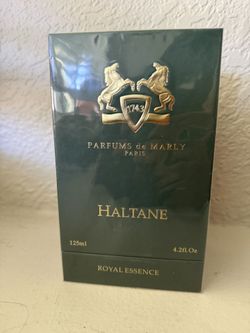 1743
PARFUMS de MARLY
PARIS
HALTANE
125ml 4.2fl.Oz
ROYAL ESSENCE